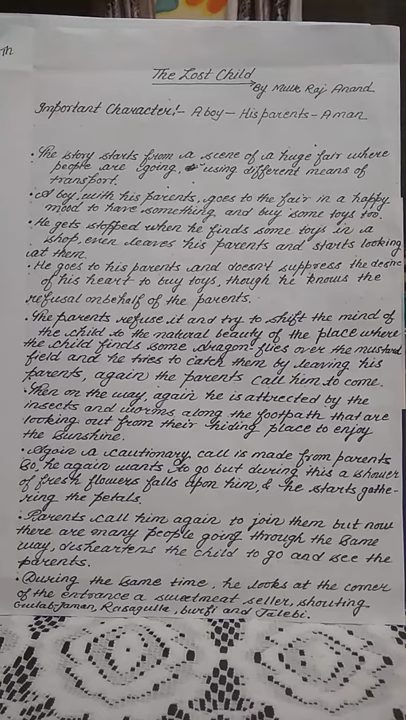 m
The Lost Child
By Mulk Raj Anand
Important Character:- A boy- His parents- A man
• The story starts from a scene of a huge fair where
people are going, using different means of
transport.
• A boy, with his parents, goes to the fair in a happy
mood to have something and buy some toys too.
• He gets stopped when he finds some toys in a
shop, even leaves his parents and starts looking
at them.
• He goes to his parents and doesn't suppress the desire
of his heart to buy toys, though he knows the
refusal onbehalf of the parents.
• The parents refuse it and try to shift the mind of
the child to the natural beauty of the place where
the child finds some dragon-flies over the mustard
field and he tries to catch them by leaving his
parents, again the parents call him to come.
• Then on the way, again he is attrected by the
insects and worms along the footpath that are
looking out from their hiding place to enjoy
the Sunshine.
• Again a cautionary call is made from parents
So, he again wants to go but during this a shower
of fresh flowers falls upon him, & he starts gathe-
ring the petals.
• Parents call him again to join them but now
there are many people going through the same
way, disheartens the child to go and see the
parents.
• During the same time, he looks at the corner
of the entrance a sweetmeat seller, shouting
Gulab-Jaman, Rasagulla, burfi and Jalebi.